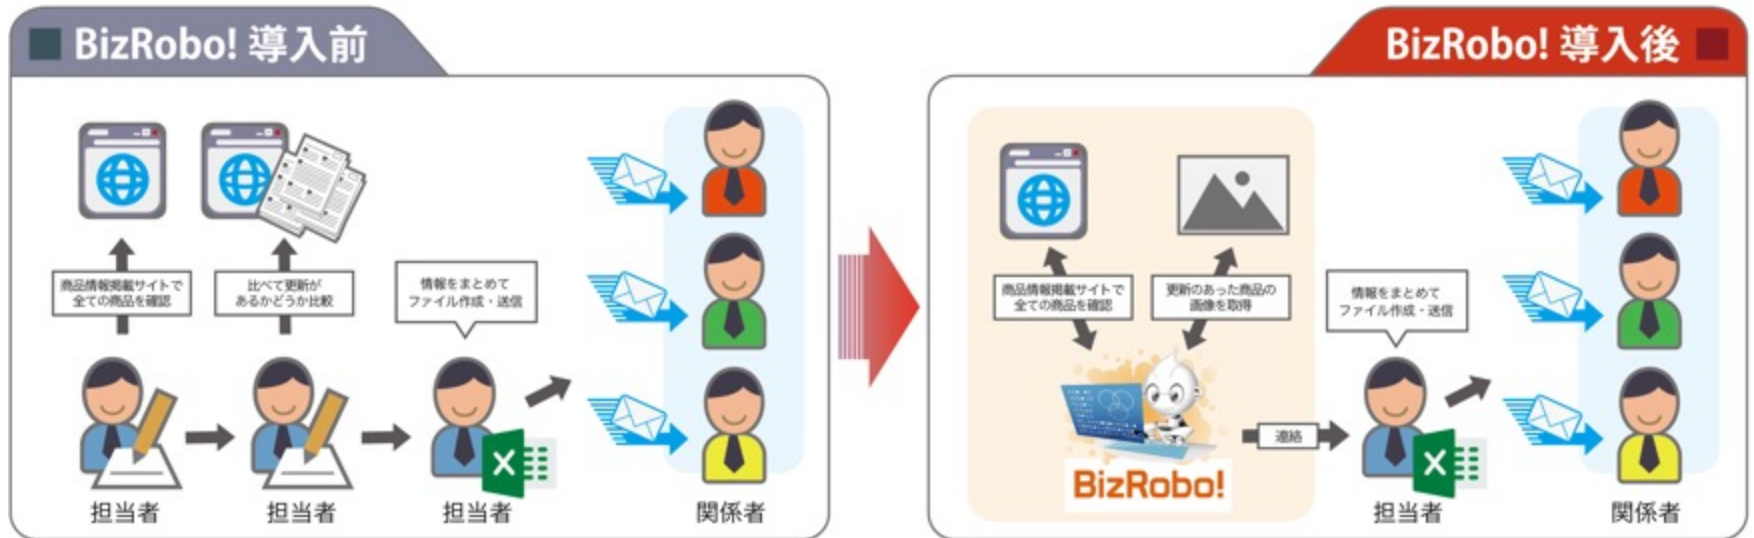 BizRobo! 導入前
商品情報掲載サイトで
全ての商品を確認
比べて更新が
あるかどうか比較
情報をまとめて
ファイル作成・送信
X
担当者
担当者
担当者
関係者
BizRobo! 導入後
商品情報掲載サイトで
全ての商品を確認
更新のあった商品の
画像を取得
情報をまとめて
ファイル作成・送信
連絡
X
BizRobo!
担当者
関係者